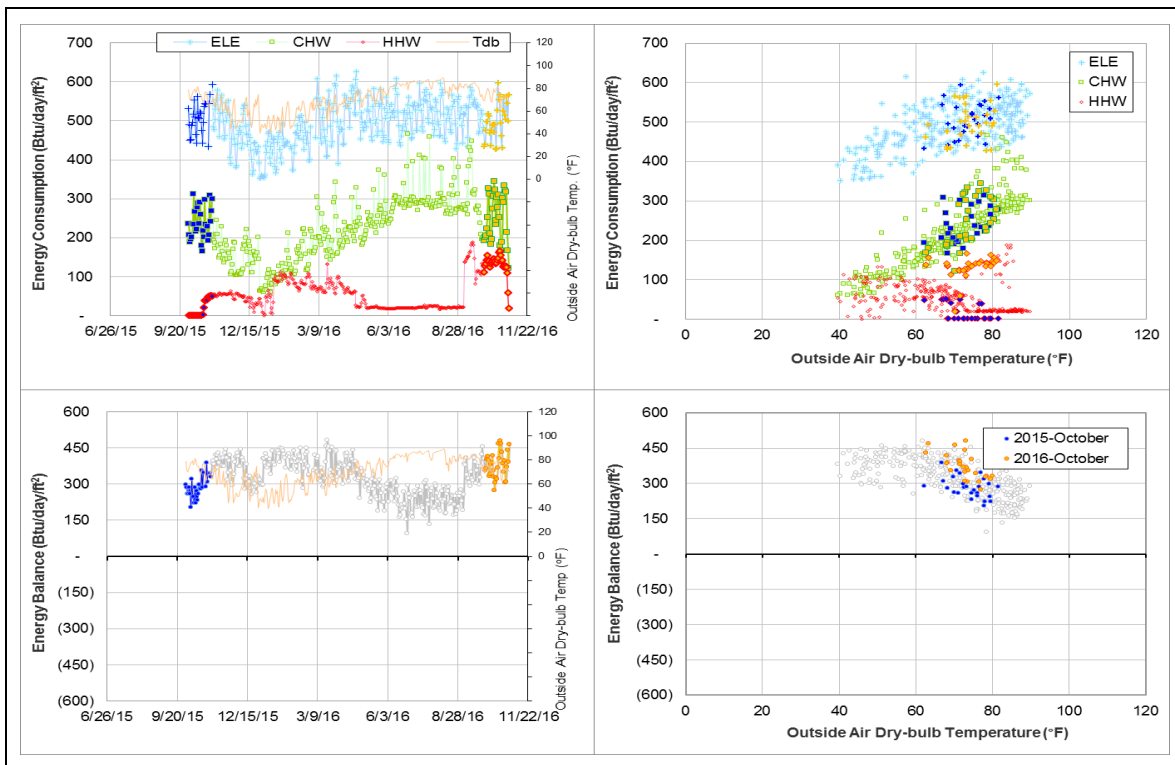 ELE CHW HHW Tdb
Energy Consumption (Btu/day/ft²)
700
600
500
400
300
200
100
-
120
100
80
60
40
20
0
Outside Air Dry-bulb Temp. (°F)
6/26/15 9/20/15 12/15/15 3/9/16 6/3/16 8/28/16 11/22/16
Energy Consumption (Btu/day/ft²)
700
600
500
400
300
200
100
-
ELE
CHW
HHW
0 20 40 60 80 100 120
Outside Air Dry-bulb Temperature (°F)
Energy Balance (Btu/day/ft²)
600
450
300
150
-
(150)
(300)
(450)
(600)
120
100
80
60
40
20
0
Outside Air Dry-bulb Temp (°F)
6/26/15 9/20/15 12/15/15 3/9/16 6/3/16 8/28/16 11/22/16
Energy Balance (Btu/day/ft²)
600
450
300
150
-
(150)
(300)
(450)
(600)
2015-October
2016-October
0 20 40 60 80 100 120
Outside Air Dry-bulb Temperature (°F)